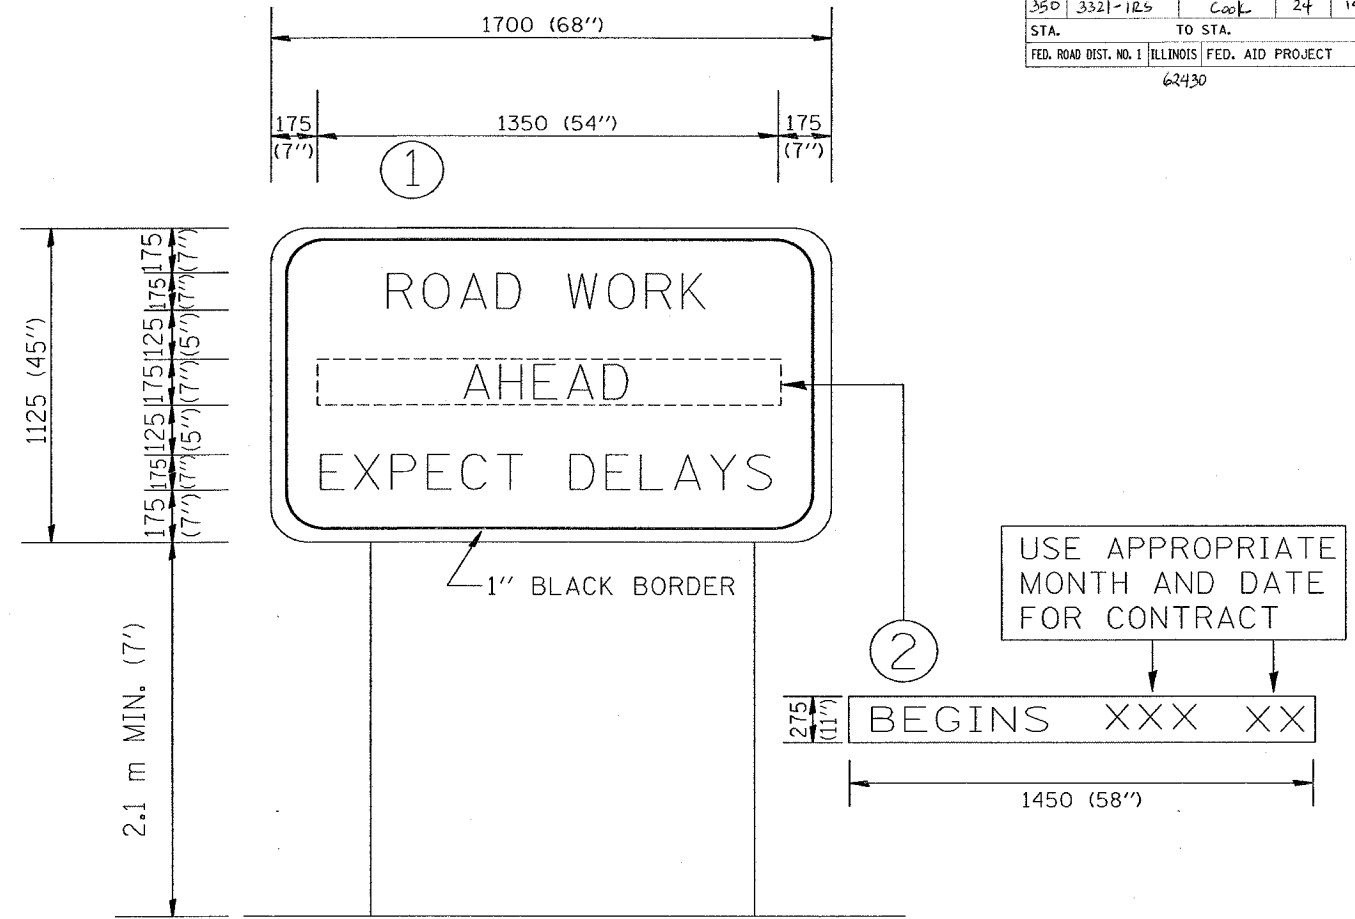 350 3321-1RS Cook 24
STA. TO STA.
FED. ROAD DIST. NO. 1 ILLINOIS FED. AID PROJECT
62430
1700 (68")
175 1350 (54") 175
(7") (7")
1
175 (7")
175 (7")
125 (5")
175 (7")
125 (5")
175 (7")
175 (7")
1125 (45")
ROAD WORK
AHEAD
EXPECT DELAYS
1" BLACK BORDER
2.1 m MIN. (7')
2
USE APPROPRIATE
MONTH AND DATE
FOR CONTRACT
275 (11")
BEGINS XXX XX
1450 (58")